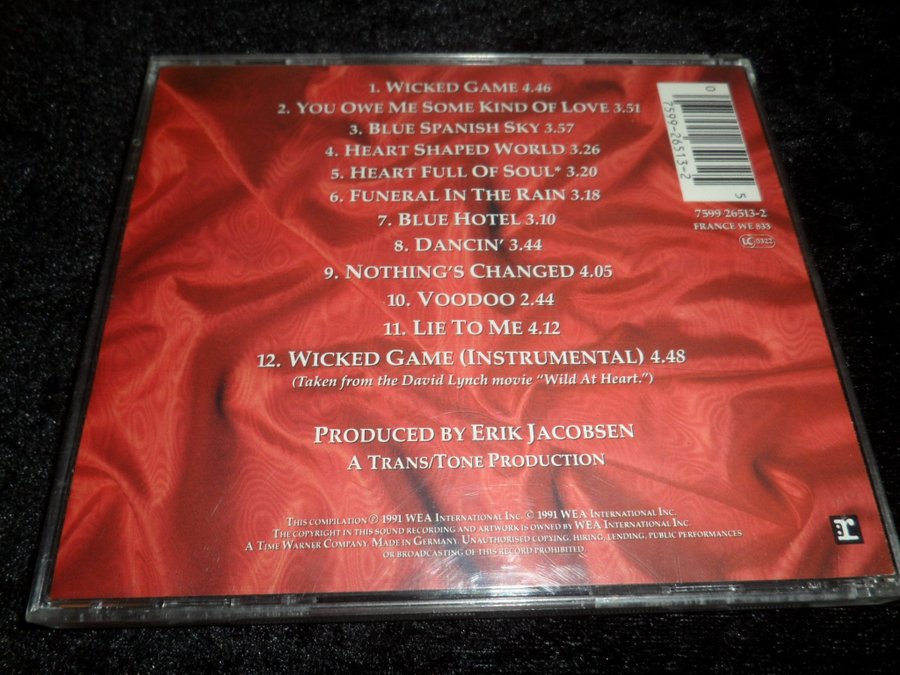 1. WICKED GAME 4.46
2. YOU OWE ME SOME KIND OF LOVE 3.51
3. BLUE SPANISH SKY 3.57
4. HEART SHAPED WORLD 3.26
5. HEART FULL OF SOUL* 3.20
6. FUNERAL IN THE RAIN 3.18
7. BLUE HOTEL 3.10
8. DANCIN' 3.44
9. NOTHING'S CHANGED 4.05
10. VOODOO 2.44
11. LIE TO ME 4.12
12. WICKED GAME (INSTRUMENTAL) 4.48
(Taken from the David Lynch movie "Wild At Heart.")
PRODUCED BY ERIK JACOBSEN
A TRANS/TONE PRODUCTION
THIS COMPILATION ℗ 1991 WEA INTERNATIONAL INC. © 1991 WEA INTERNATIONAL INC.
THE COPYRIGHT IN THIS SOUND RECORDING AND ARTWORK IS OWNED BY WEA INTERNATIONAL INC.
A TIME WARNER COMPANY. MADE IN GERMANY. UNAUTHORISED COPYING, HIRING, LENDING, PUBLIC PERFORMANCES
OR BROADCASTING OF THIS RECORD PROHIBITED.
0
7599-26513-2
5
7599 26513-2
FRANCE WE 833
LC 0322
r